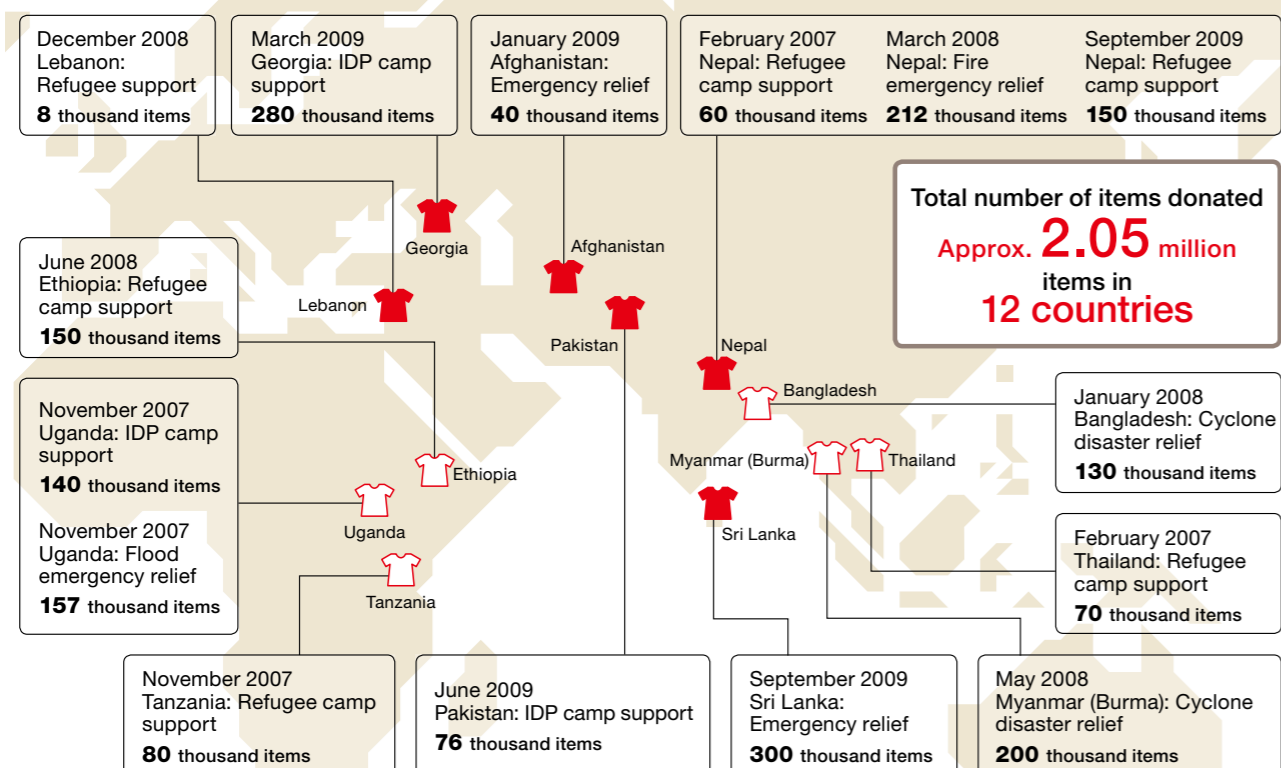 December 2008
Lebanon:
Refugee support
8 thousand items
March 2009
Georgia: IDP camp
support
280 thousand items
January 2009
Afghanistan:
Emergency relief
40 thousand items
February 2007
Nepal: Refugee
camp support
60 thousand items
March 2008
Nepal: Fire
emergency relief
212 thousand items
September 2009
Nepal: Refugee
camp support
150 thousand items
Total number of items donated
Approx. 2.05 million
items in
12 countries
Georgia
Afghanistan
Lebanon
Pakistan
Nepal
Bangladesh
Myanmar (Burma)
Thailand
Ethiopia
Uganda
Sri Lanka
Tanzania
June 2008
Ethiopia: Refugee
camp support
150 thousand items
November 2007
Uganda: IDP camp
support
140 thousand items
November 2007
Uganda: Flood
emergency relief
157 thousand items
January 2008
Bangladesh: Cyclone
disaster relief
130 thousand items
February 2007
Thailand: Refugee
camp support
70 thousand items
November 2007
Tanzania: Refugee camp
support
80 thousand items
June 2009
Pakistan: IDP camp support
76 thousand items
September 2009
Sri Lanka:
Emergency relief
300 thousand items
May 2008
Myanmar (Burma): Cyclone
disaster relief
200 thousand items